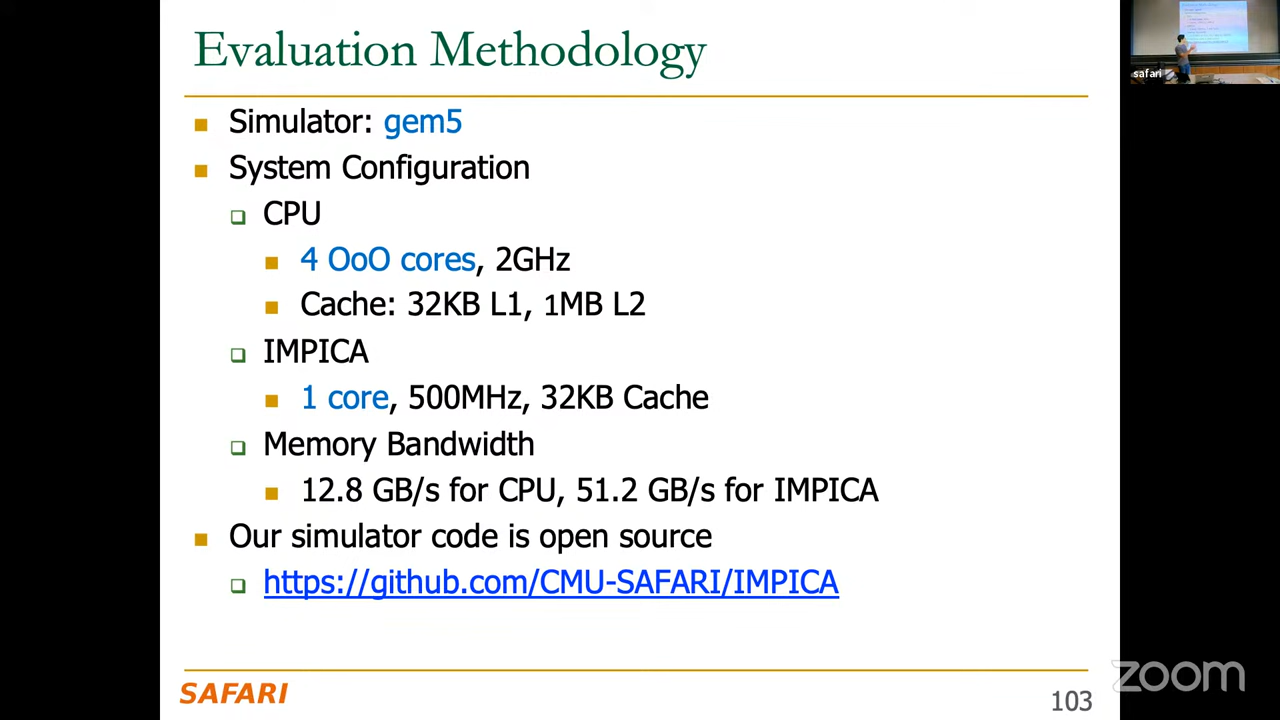 Evaluation Methodology
Simulator: gem5
System Configuration
CPU
4 OoO cores, 2GHz
Cache: 32KB L1, 1MB L2
IMPICA
1 core, 500MHz, 32KB Cache
Memory Bandwidth
12.8 GB/s for CPU, 51.2 GB/s for IMPICA
Our simulator code is open source
https://github.com/CMU-SAFARI/IMPICA
SAFARI
103
safari
zoom